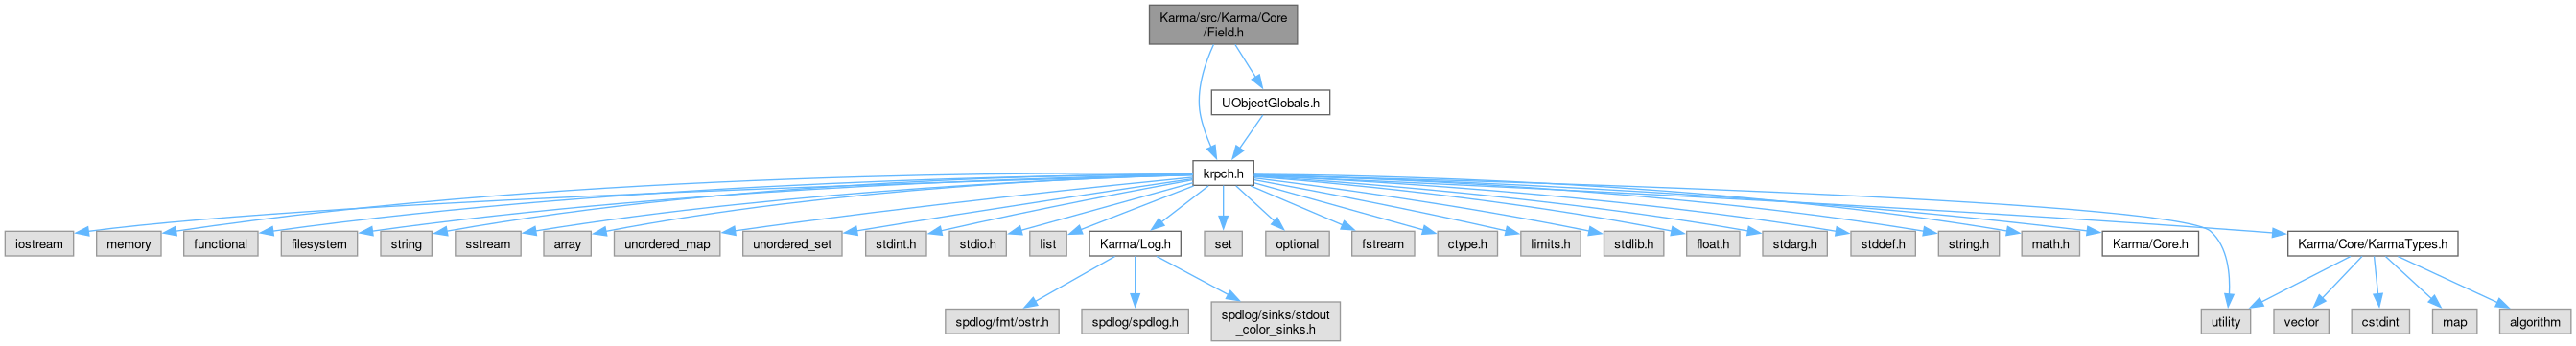 Karma/src/Karma/Core
/Field.h
UObjectGlobals.h
krpch.h
iostream
memory
functional
filesystem
string
sstream
array
unordered_map
unordered_set
stdint.h
stdio.h
list
Karma/Log.h
set
optional
fstream
ctype.h
limits.h
stdlib.h
float.h
stdarg.h
stddef.h
string.h
math.h
Karma/Core.h
Karma/Core/KarmaTypes.h
spdlog/fmt/ostr.h
spdlog/spdlog.h
spdlog/sinks/stdout
_color_sinks.h
utility
vector
cstdint
map
algorithm